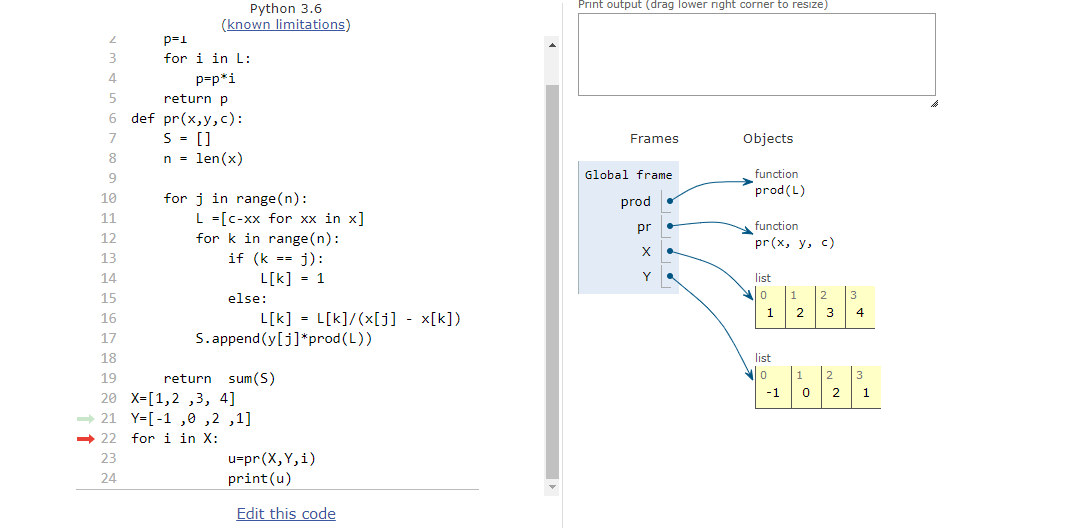 Python 3.6
(known limitations)
2 p=1
3 for i in L:
4 p=p*i
5 return p
6 def pr(x,y,c):
7 S = []
8 n = len(x)
9
10 for j in range(n):
11 L =[c-xx for xx in x]
12 for k in range(n):
13 if (k == j):
14 L[k] = 1
15 else:
16 L[k] = L[k]/(x[j] - x[k])
17 S.append(y[j]*prod(L))
18
19 return  sum(S)
20 X=[1,2 ,3, 4]
21 Y=[-1 ,0 ,2 ,1]
22 for i in X:
23 u=pr(X,Y,i)
24 print(u)
Edit this code
Print output (drag lower right corner to resize)
Frames Objects
Global frame
prod
pr
X
Y
function
prod(L)
function
pr(x, y, c)
list
0 1 2 3
1 2 3 4
list
0 1 2 3
-1 0 2 1